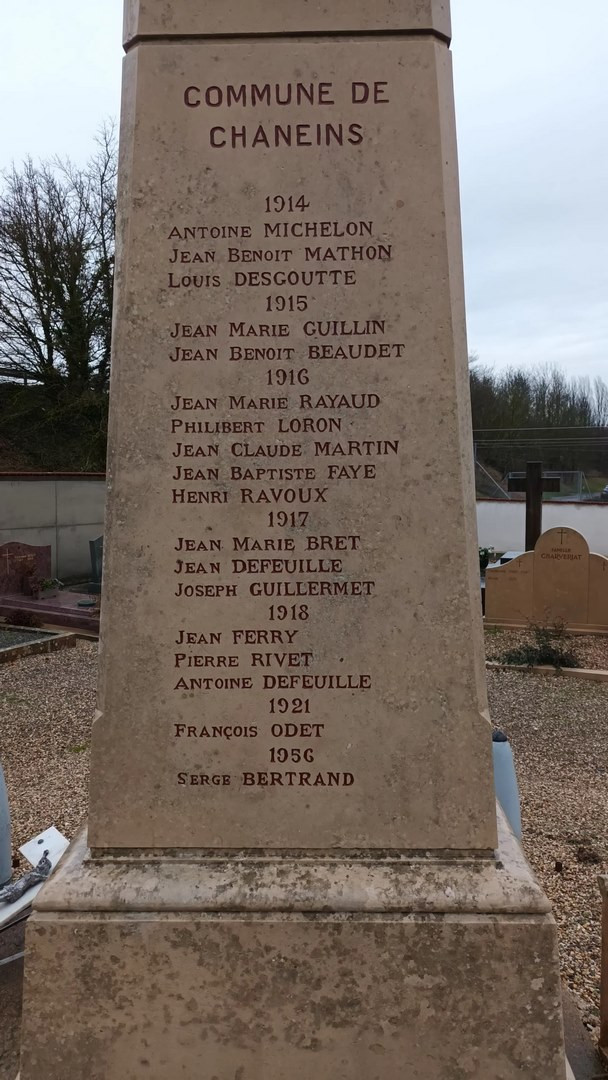 COMMUNE DE
CHANEINS
1914
ANTOINE MICHELON
JEAN BENOIT MATHON
LOUIS DESGOUTTE
1915
JEAN MARIE GUILLIN
JEAN BENOIT BEAUDET
1916
JEAN MARIE RAYAUD
PHILIBERT LORON
JEAN CLAUDE MARTIN
JEAN BAPTISTE FAYE
HENRI RAVOUX
1917
JEAN MARIE BRET
JEAN DEFEUILLE
JOSEPH GUILLERMET
1918
JEAN FERRY
PIERRE RIVET
ANTOINE DEFEUILLE
1921
FRANÇOIS ODET
1956
SERGE BERTRAND
CHARVERIAT